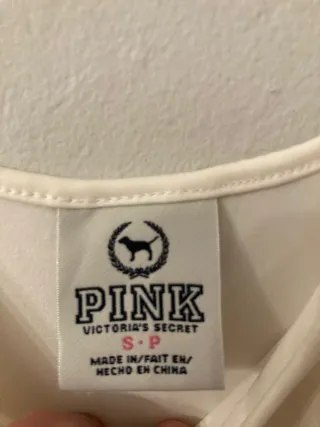 PINK
VICTORIA'S SECRET
S•P
MADE IN/FAIT EN/
HECHO EN CHINA